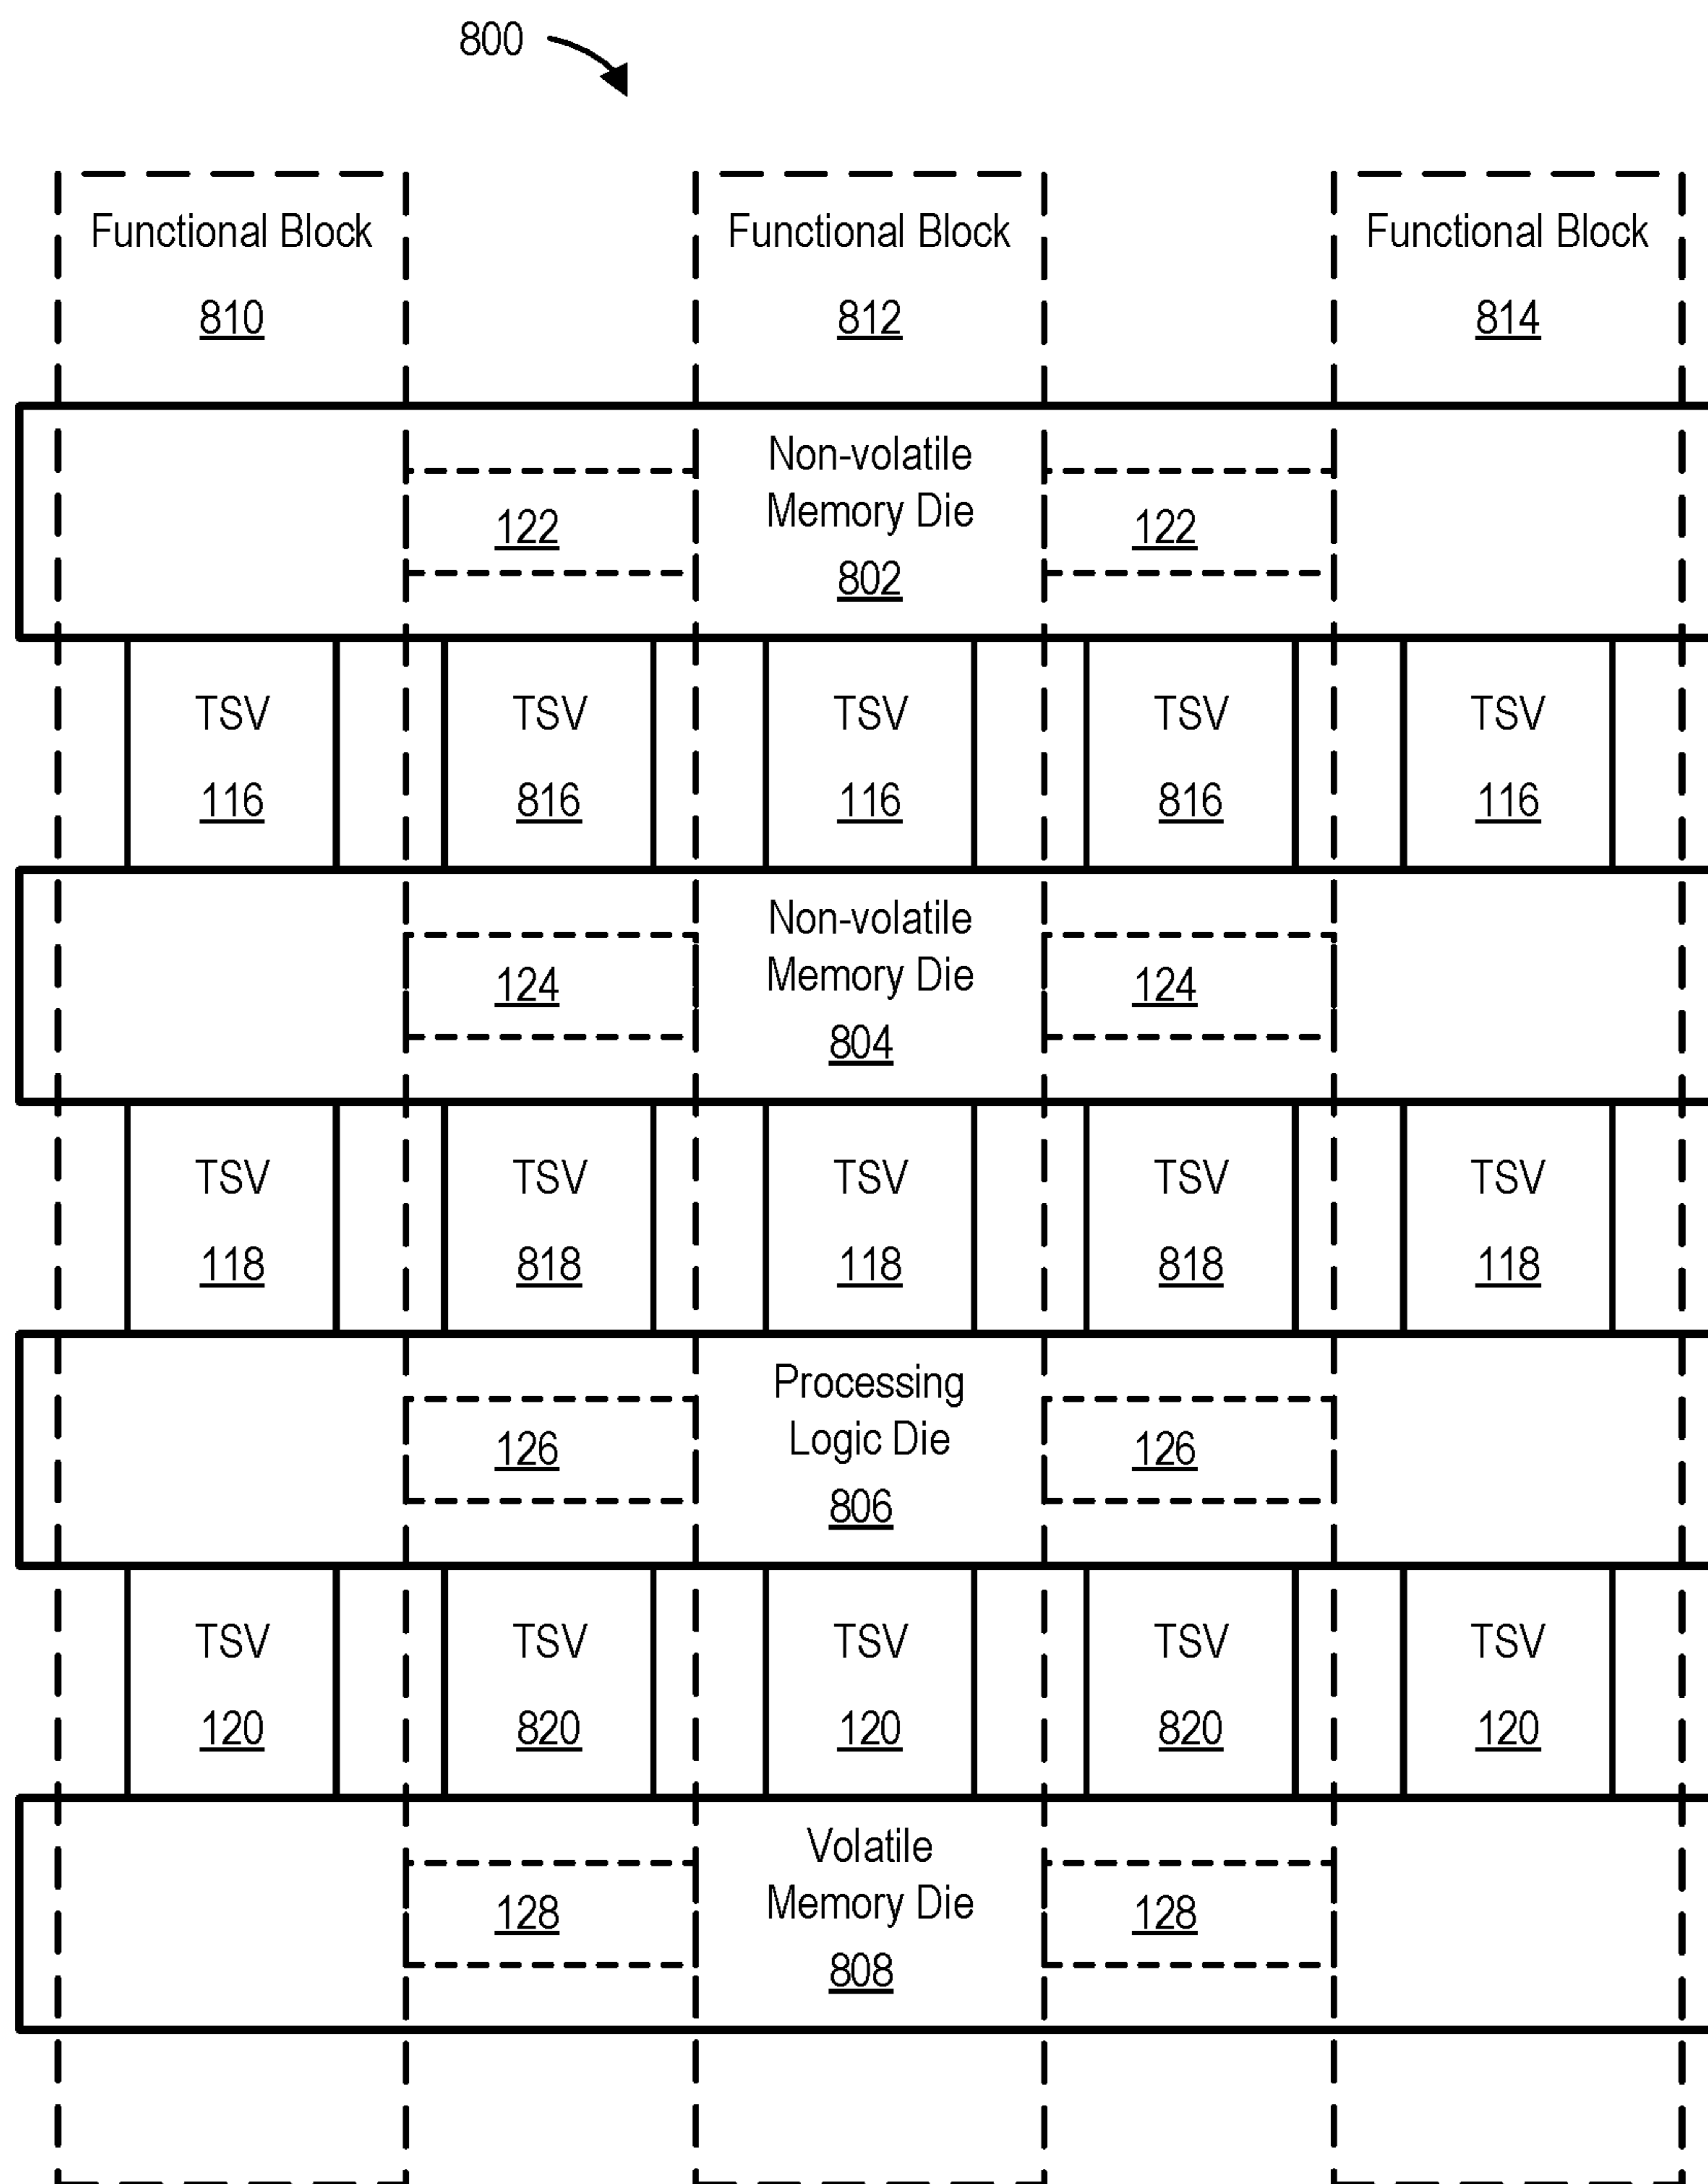 800
Functional Block Functional Block Functional Block
810 812 814
Non-volatile
Memory Die
122 122
802
TSV TSV TSV TSV TSV
116 816 116 816 116
Non-volatile
Memory Die
124 124
804
TSV TSV TSV TSV TSV
118 818 118 818 118
Processing
Logic Die
126 126
806
TSV TSV TSV TSV TSV
120 820 120 820 120
Volatile
Memory Die
128 128
808